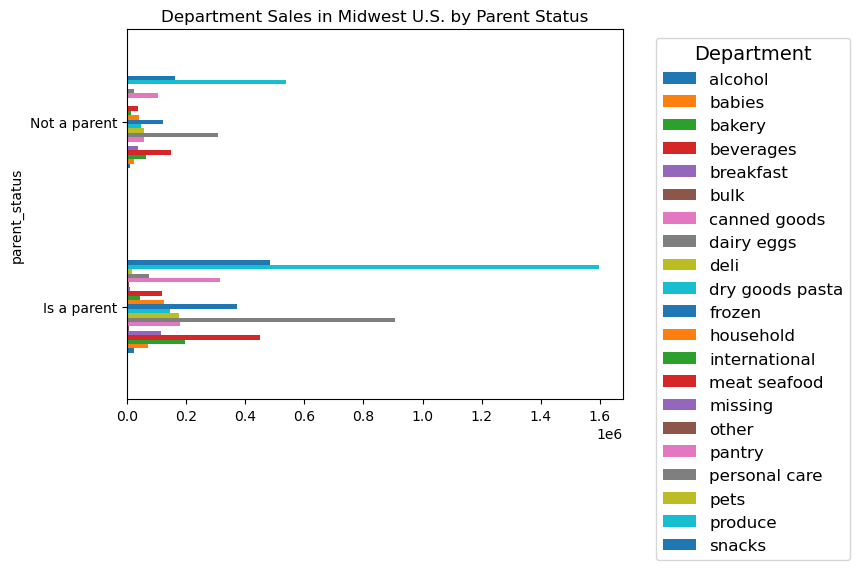 Department Sales in Midwest U.S. by Parent Status
parent_status
Not a parent
Is a parent
0.0 0.2 0.4 0.6 0.8 1.0 1.2 1.4 1.6
1e6
Department
alcohol
babies
bakery
beverages
breakfast
bulk
canned goods
dairy eggs
deli
dry goods pasta
frozen
household
international
meat seafood
missing
other
pantry
personal care
pets
produce
snacks